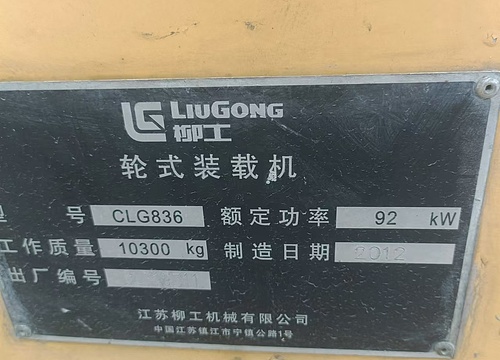 LIUGONG
柳工
轮式装载机
号 CLG836 额定功率 92 kW
工作质量 10300 kg 制造日期 2012
出厂编号
江苏柳工机械有限公司
中国江苏镇江市宁镇公路1号